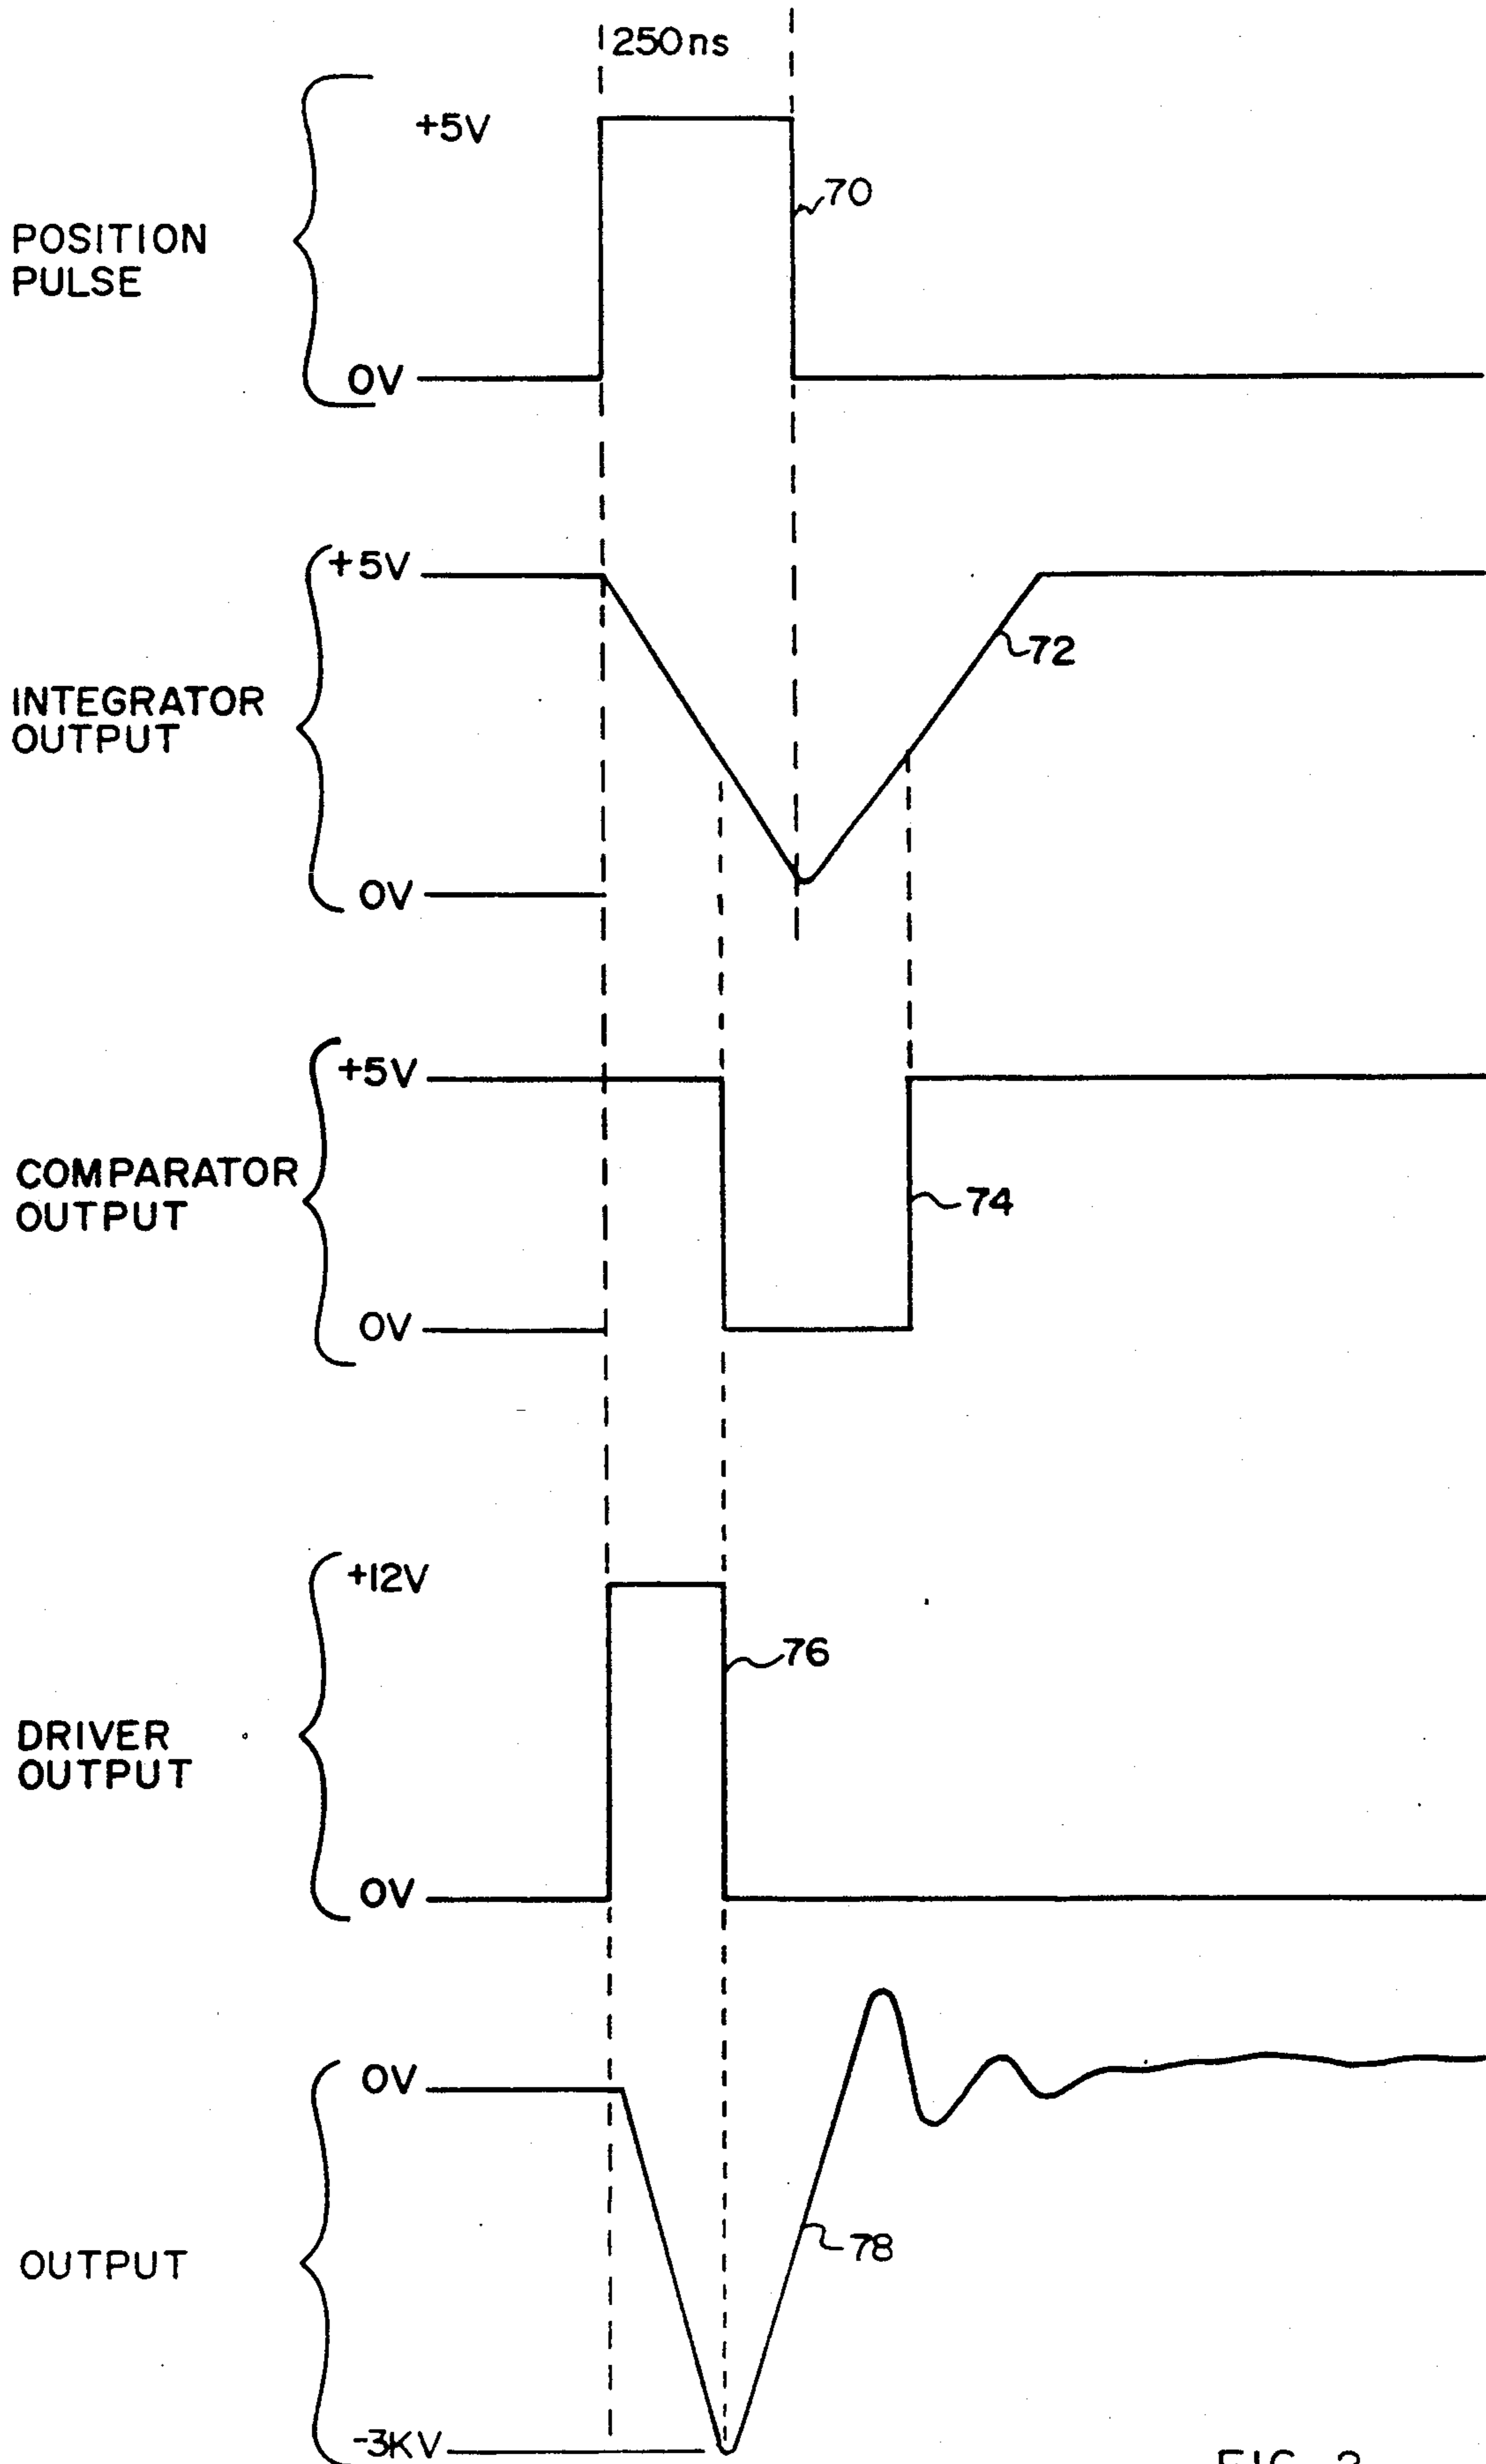 250ns
+5V
70
POSITION
PULSE
0V
+5V
72
INTEGRATOR
OUTPUT
0V
+5V
COMPARATOR
OUTPUT
74
0V
+12V
76
DRIVER
OUTPUT
0V
0V
OUTPUT
78
-3KV